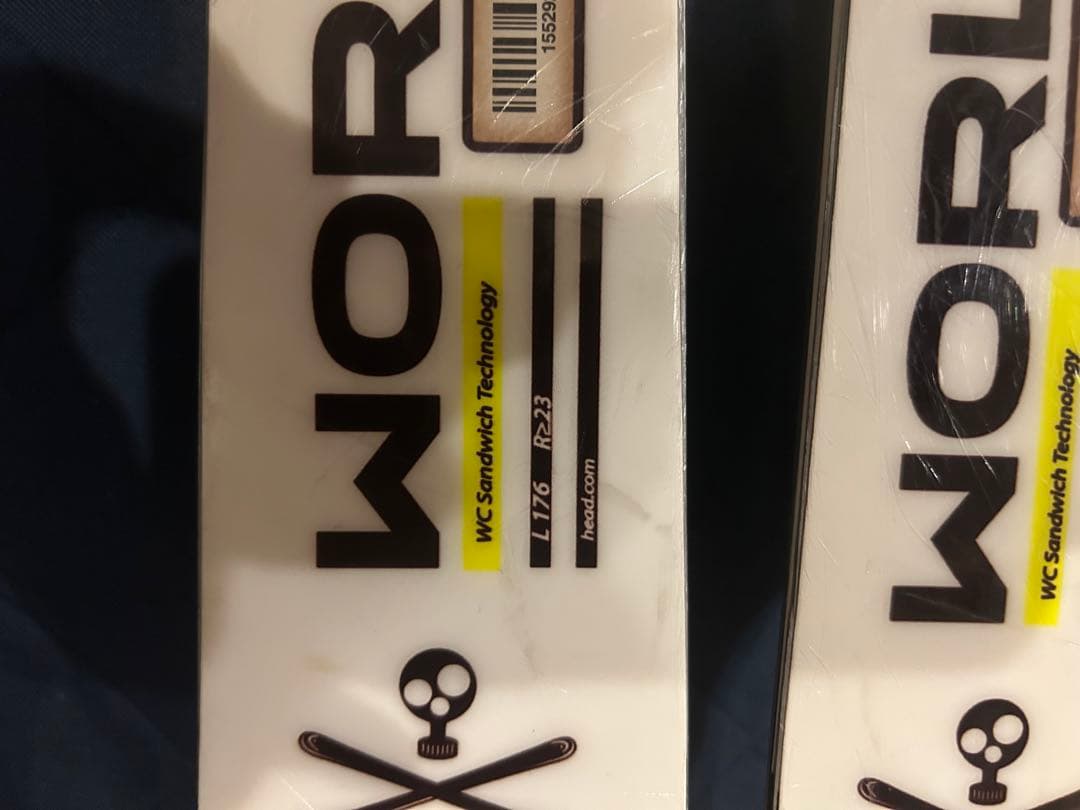 WOR
15529
WC Sandwich Technology
L 176 R≥23
head.com
WORL
WC Sandwich Technology